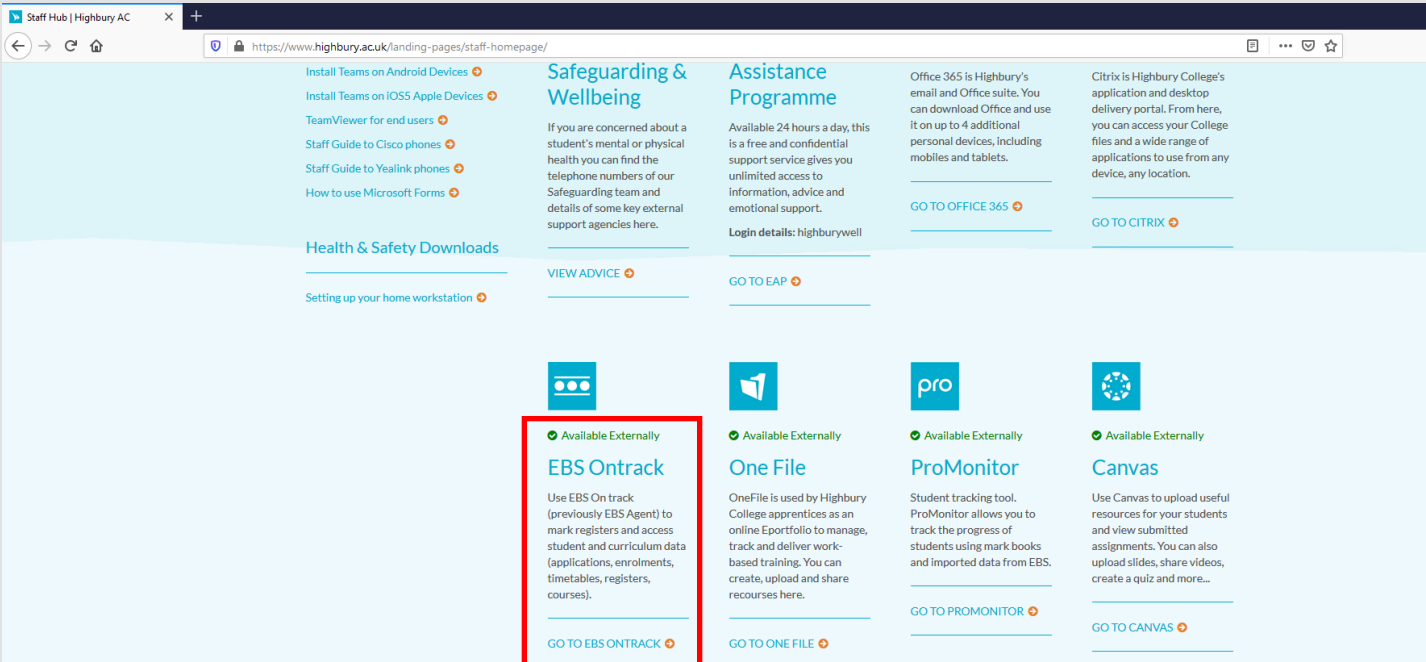 Staff Hub | Highbury AC
https://www.highbury.ac.uk/landing-pages/staff-homepage/
Install Teams on Android Devices
Install Teams on iOS5 Apple Devices
TeamViewer for end users
Staff Guide to Cisco phones
Staff Guide to Yealink phones
How to use Microsoft Forms
Health & Safety Downloads
Setting up your home workstation
Safeguarding &
Wellbeing
If you are concerned about a
student's mental or physical
health you can find the
telephone numbers of our
Safeguarding team and
details of some key external
support agencies here.
VIEW ADVICE
Assistance
Programme
Available 24 hours a day, this
is a free and confidential
support service gives you
unlimited access to
information, advice and
emotional support.
Login details: highburywell
GO TO EAP
Office 365 is Highbury's
email and Office suite. You
can download Office and use
it on up to 4 additional
personal devices, including
mobiles and tablets.
GO TO OFFICE 365
Citrix is Highbury College's
application and desktop
delivery portal. From here,
you can access your College
files and a wide range of
applications to use from any
device, any location.
GO TO CITRIX
Available Externally
EBS Ontrack
Use EBS On track
(previously EBS Agent) to
mark registers and access
student and curriculum data
(applications, enrolments,
timetables, registers,
courses).
GO TO EBS ONTRACK
Available Externally
One File
OneFile is used by Highbury
College apprentices as an
online Eportfolio to manage,
track and deliver work-
based training. You can
create, upload and share
recourses here.
GO TO ONE FILE
pro
Available Externally
ProMonitor
Student tracking tool.
ProMonitor allows you to
track the progress of
students using mark books
and imported data from EBS.
GO TO PROMONITOR
Available Externally
Canvas
Use Canvas to upload useful
resources for your students
and view submitted
assignments. You can also
upload slides, share videos,
create a quiz and more...
GO TO CANVAS